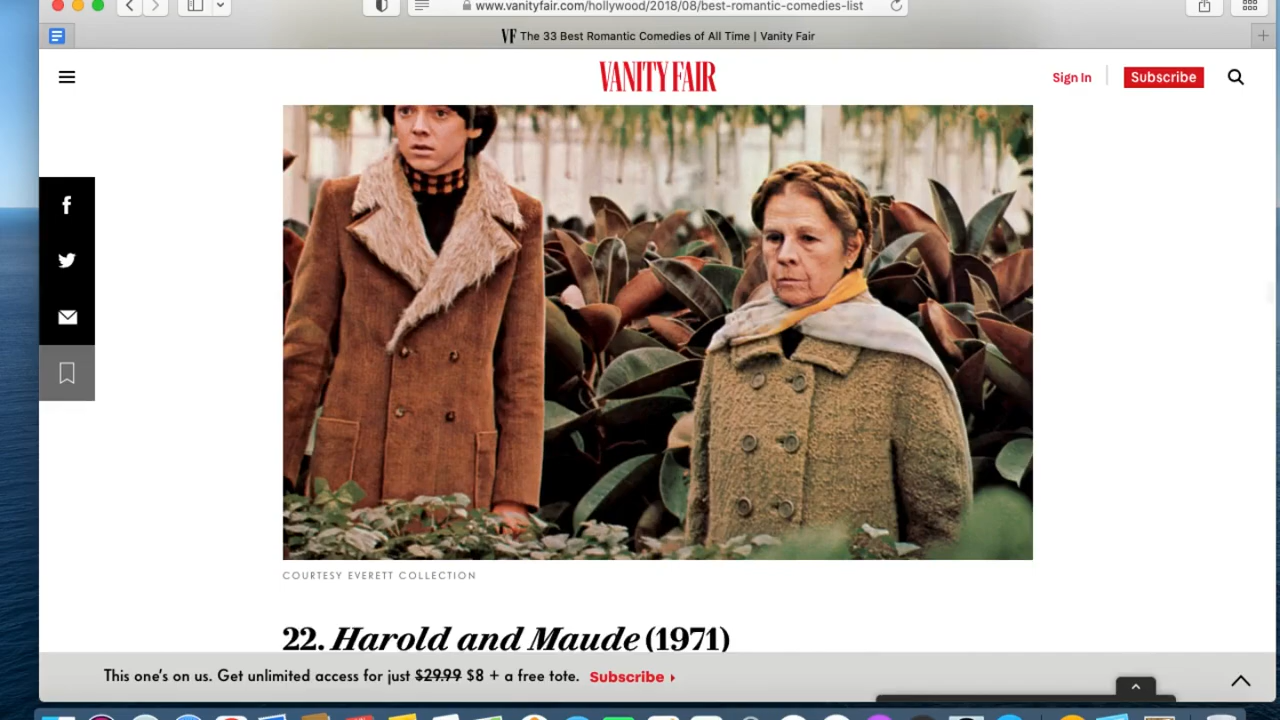 www.vanityfair.com/hollywood/2018/08/best-romantic-comedies-list
VF The 33 Best Romantic Comedies of All Time | Vanity Fair
VANITY FAIR
Sign In
Subscribe
COURTESY EVERETT COLLECTION
22. Harold and Maude (1971)
This one's on us. Get unlimited access for just $29.99 $8 + a free tote. Subscribe